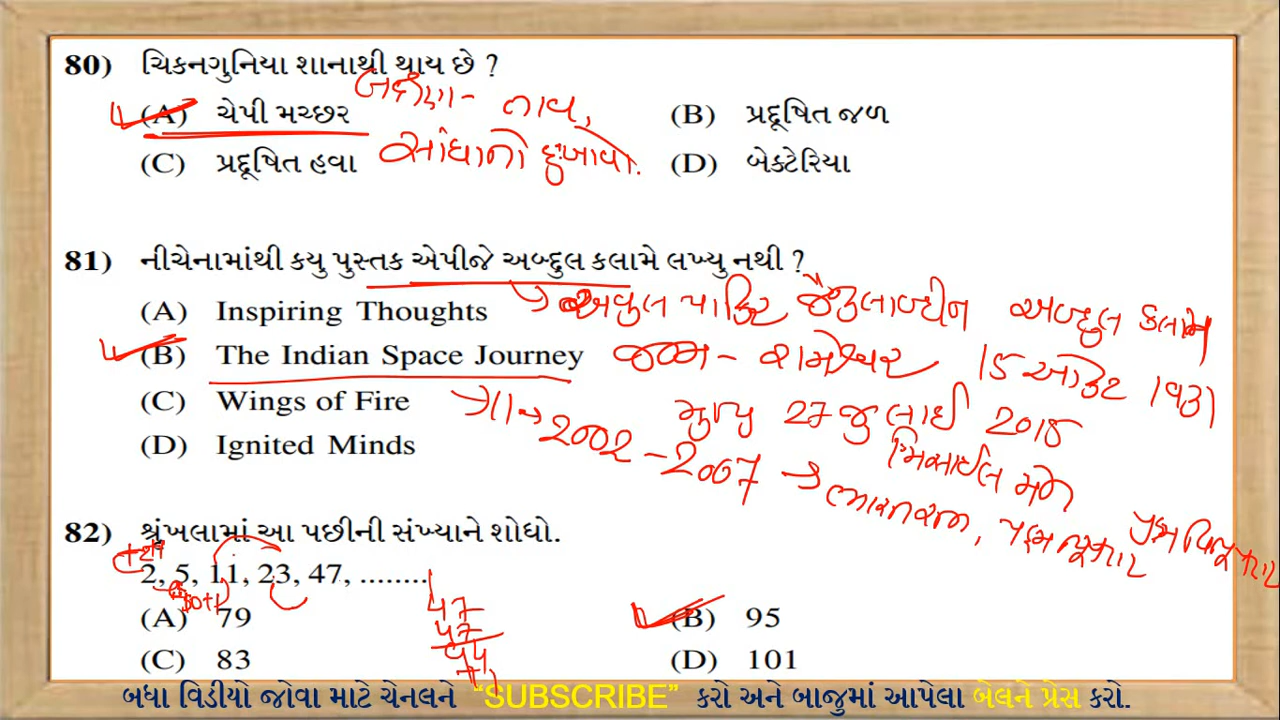 80) ચિકનગુનિયા શાનાથી થાય છે ?
(A) ચેપી મચ્છર
(B) પ્રદૂષિત જળ
તાવ,
(C) પ્રદૂષિત હવા
સાંધાનો દુઃખાવો.
(D) બેક્ટેરિયા
81) નીચેનામાંથી કયુ પુસ્તક એપીજે અબ્દુલ કલામે લખ્યુ નથી ?
(A) Inspiring Thoughts
અબ્દુલ કલામ
(B) The Indian Space Journey
જન્મ – રામેશ્વર 15 ઓક્ટ 1931
(C) Wings of Fire
27 જુલાઈ
2002 – 2007
(D) Ignited Minds
મિસાઈલ મેન
82) શ્રૃંખલામાં આ પછીની સંખ્યાને શોધો.
2, 5, 11, 23, 47, ........
(A) 79
47
47
(B) 95
(C) 83
(D) 101
બધા વિડીયો જોવા માટે ચેનલને “SUBSCRIBE” કરો અને બાજુમાં આપેલા બેલને પ્રેસ કરો.